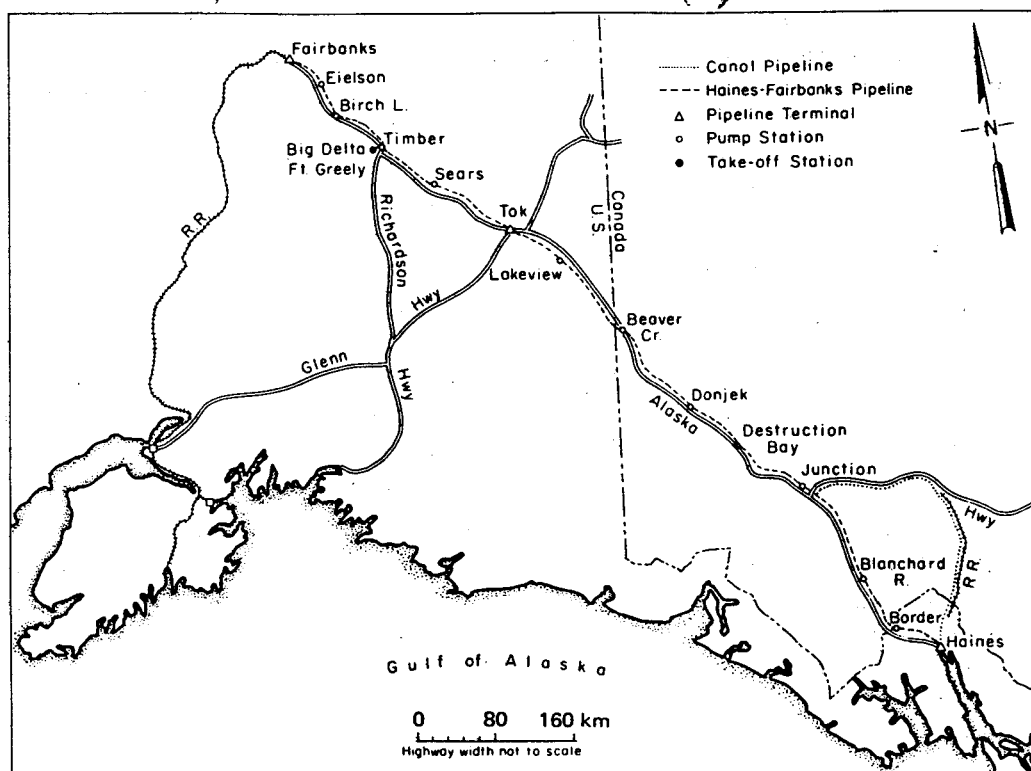 Fairbanks
Eielson
Birch L.
Timber
Big Delta
Ft. Greely
Sears
Tok
R.R.
Richardson
Hwy
Lakeview
Canada
U.S.
Beaver
Cr.
Glenn
Hwy
Donjek
Alaska
Destruction
Bay
Junction
Hwy
Blanchard
R.
R.R.
Border
Haines
Gulf of Alaska
0 80 160 km
Highway width not to scale
Canol Pipeline
Haines-Fairbanks Pipeline
Pipeline Terminal
Pump Station
Take-off Station
N